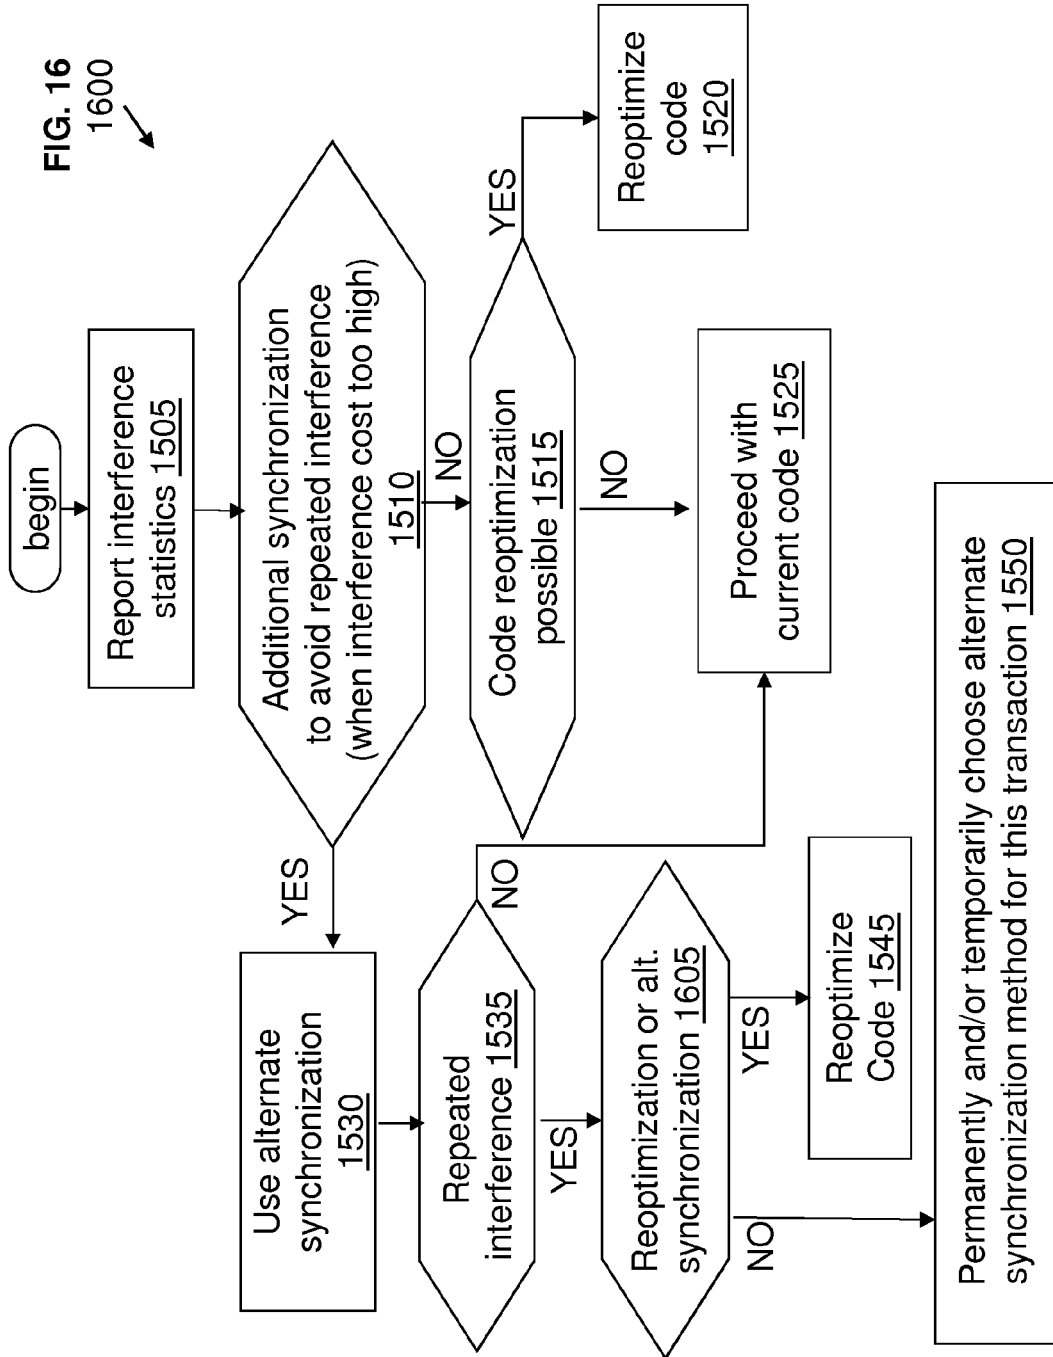 FIG. 16
1600
begin
Report interference
statistics 1505
Additional synchronization
to avoid repeated interference
(when interference cost too high)
1510
YES
NO
Code reoptimization
possible 1515
YES
NO
Reoptimize
code
1520
Proceed with
current code 1525
Use alternate
synchronization
1530
Repeated
interference 1535
NO
YES
Reoptimization or alt.
synchronization 1605
YES
NO
Reoptimize
Code 1545
Permanently and/or temporarily choose alternate
synchronization method for this transaction 1550